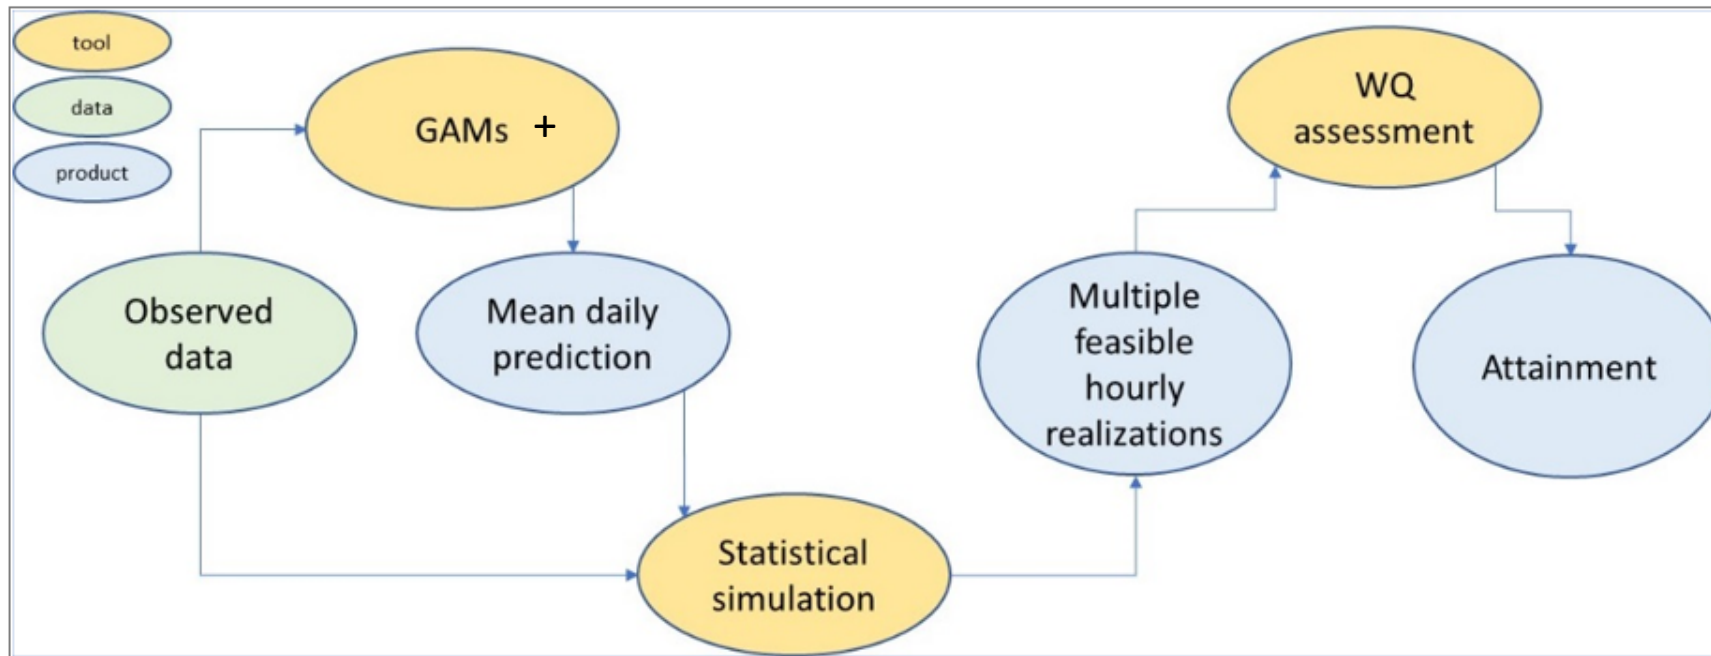 tool
data
product
GAMs +
WQ
assessment
Observed
data
Mean daily
prediction
Multiple
feasible
hourly
realizations
Attainment
Statistical
simulation